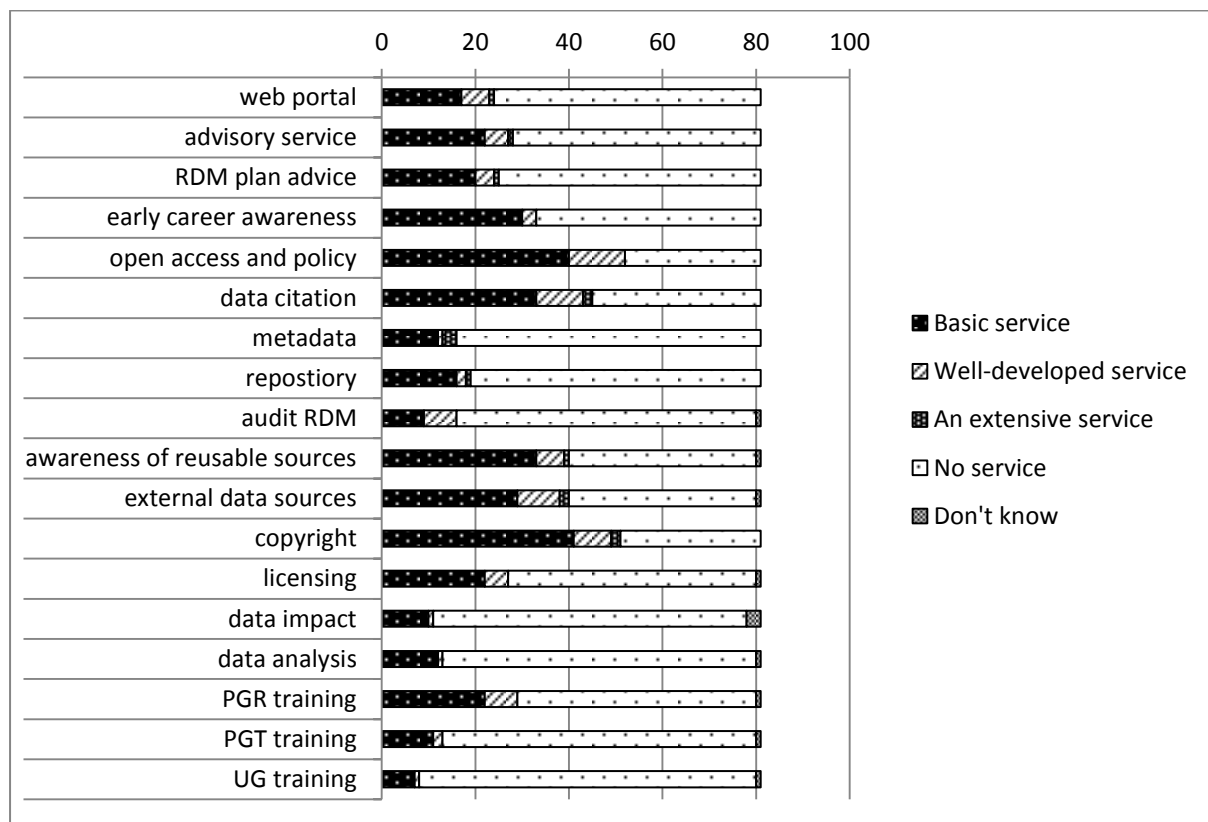 0 20 40 60 80 100
web portal
advisory service
RDM plan advice
early career awareness
open access and policy
data citation
metadata
repostiory
audit RDM
awareness of reusable sources
external data sources
copyright
licensing
data impact
data analysis
PGR training
PGT training
UG training
Basic service
Well-developed service
An extensive service
No service
Don't know